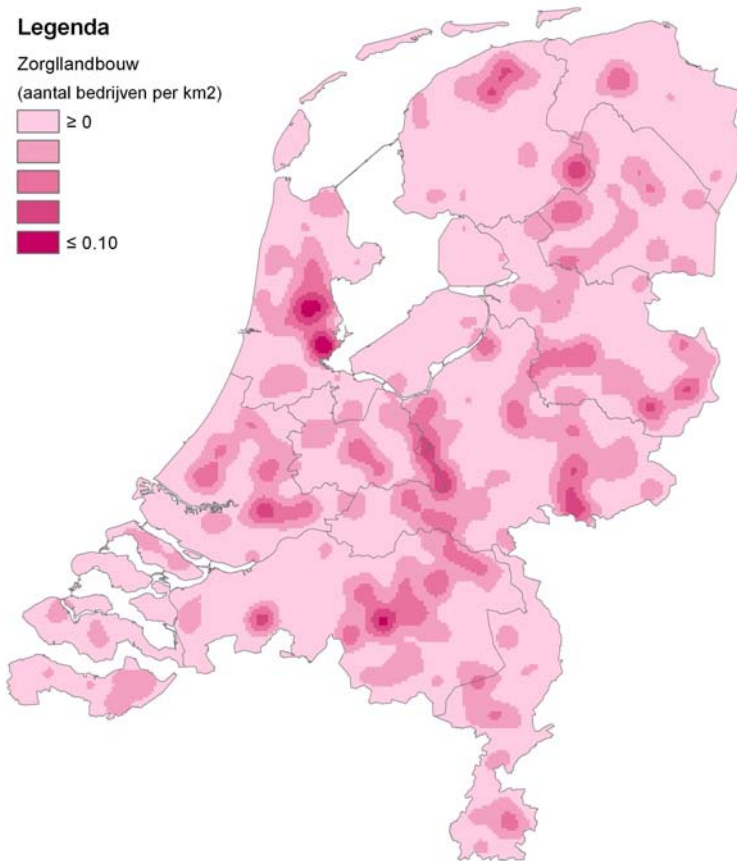 Legenda
Zorgllandbouw
(aantal bedrijven per km2)
≥ 0
≤ 0.10